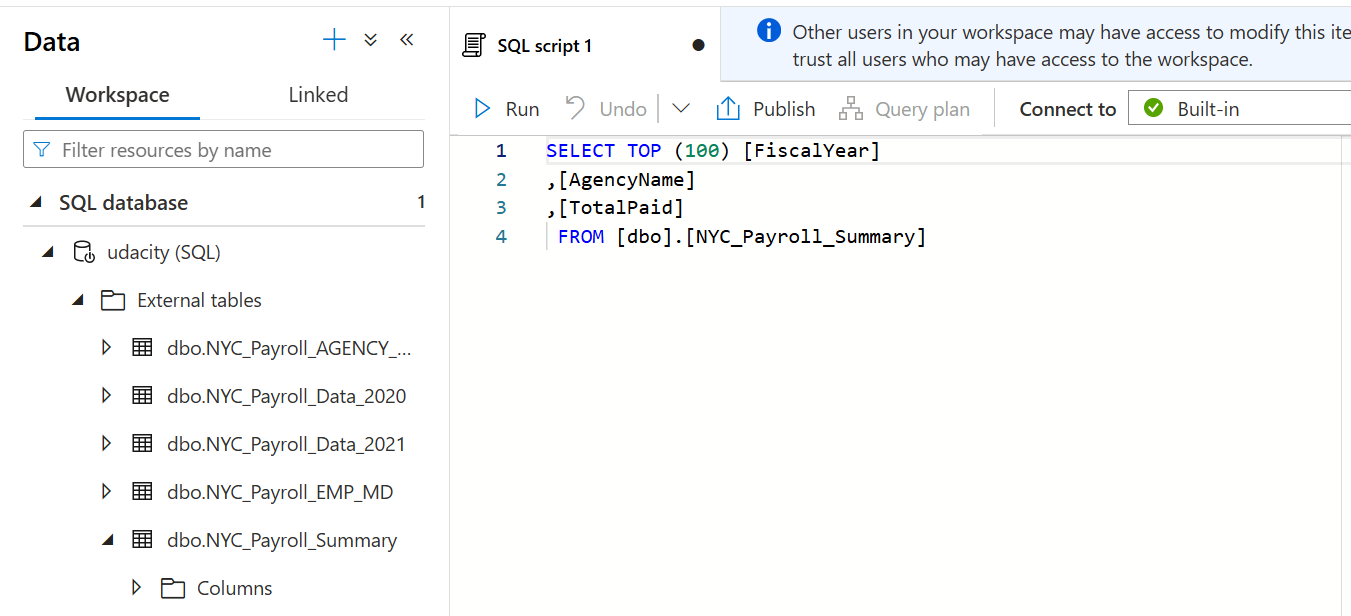 Data
Workspace
Linked
Filter resources by name
SQL database
1
udacity (SQL)
External tables
dbo.NYC_Payroll_AGENCY_...
dbo.NYC_Payroll_Data_2020
dbo.NYC_Payroll_Data_2021
dbo.NYC_Payroll_EMP_MD
dbo.NYC_Payroll_Summary
Columns
SQL script 1
Other users in your workspace may have access to modify this ite
trust all users who may have access to the workspace.
Run
Undo
Publish
Query plan
Connect to
Built-in
1 SELECT TOP (100) [FiscalYear]
2 ,[AgencyName]
3 ,[TotalPaid]
4 FROM [dbo].[NYC_Payroll_Summary]